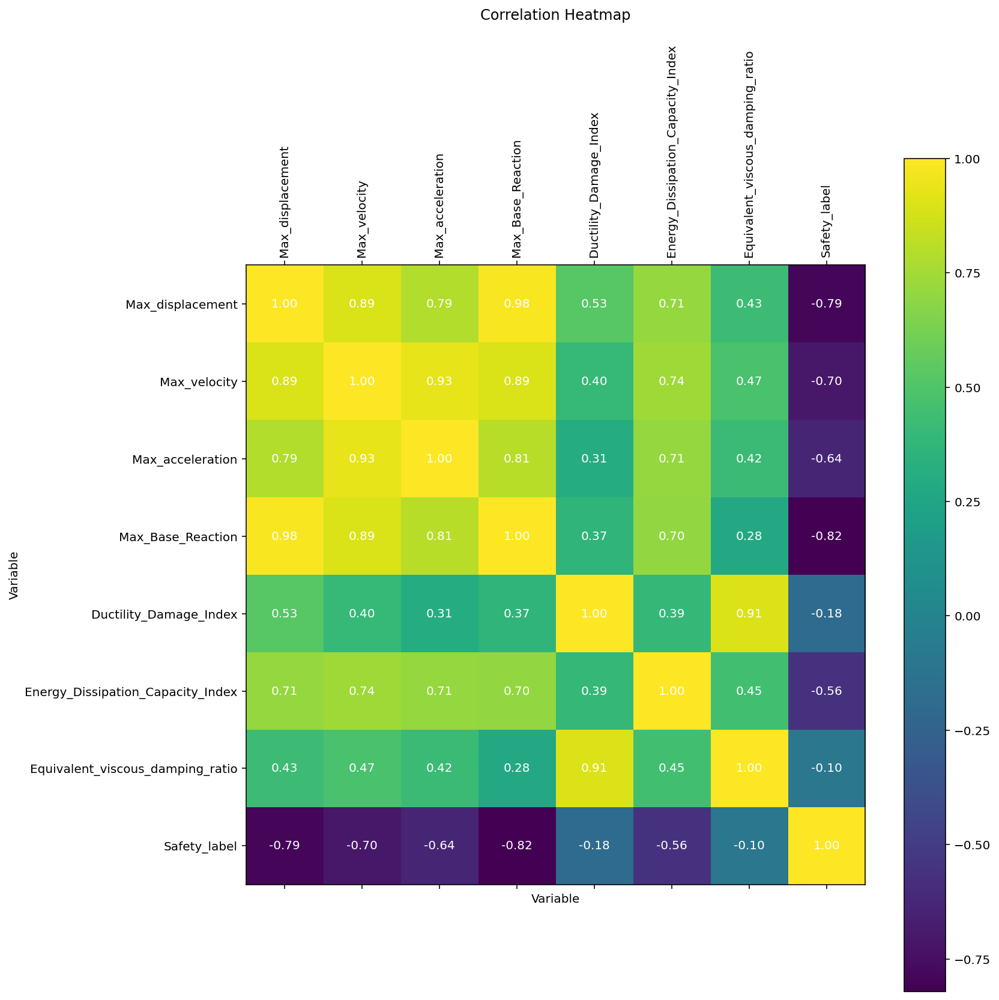 Correlation Heatmap
Max_displacement
Max_velocity
Max_acceleration
Max_Base_Reaction
Ductility_Damage_Index
Energy_Dissipation_Capacity_Index
Equivalent_viscous_damping_ratio
Safety_label
Variable
Max_displacement 1.00 0.89 0.79 0.98 0.53 0.71 0.43 -0.79
Max_velocity 0.89 1.00 0.93 0.89 0.40 0.74 0.47 -0.70
Max_acceleration 0.79 0.93 1.00 0.81 0.31 0.71 0.42 -0.64
Max_Base_Reaction 0.98 0.89 0.81 1.00 0.37 0.70 0.28 -0.82
Ductility_Damage_Index 0.53 0.40 0.31 0.37 1.00 0.39 0.91 -0.18
Energy_Dissipation_Capacity_Index 0.71 0.74 0.71 0.70 0.39 1.00 0.45 -0.56
Equivalent_viscous_damping_ratio 0.43 0.47 0.42 0.28 0.91 0.45 1.00 -0.10
Safety_label -0.79 -0.70 -0.64 -0.82 -0.18 -0.56 -0.10 1.00
Variable
1.00
0.75
0.50
0.25
0.00
−0.25
−0.50
−0.75